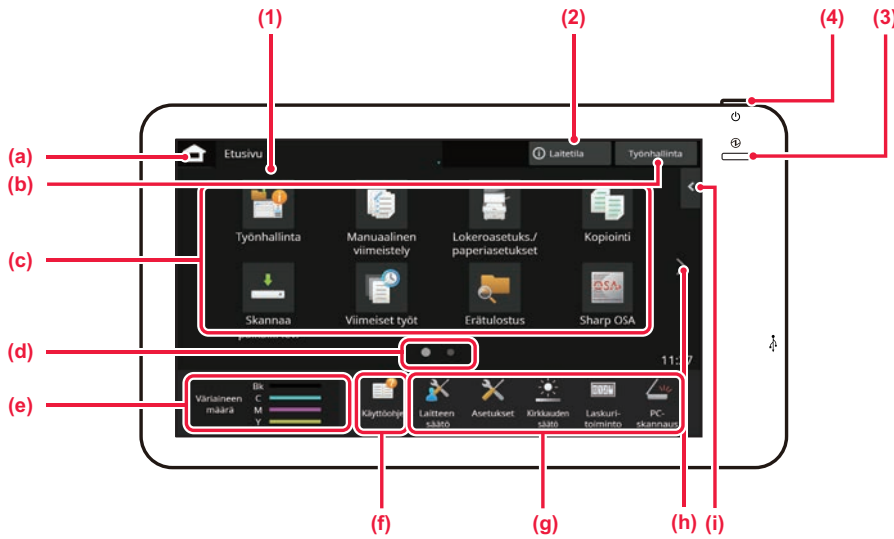 (1)
(2)
(4)
(3)
(a)
Etusivu
Laitetila
Työnhallinta
(b)
(i)
(c)
Työnhallinta
Manuaalinen
viimeistely
Lokeroasetuks./
paperiasetukset
Kopiointi
OSA
Skannaa
Viimeiset työt
Erätulostus
Sharp OSA
(h)
(d)
(e)
Väriaineen
määrä
Bk
C
M
Y
Käyttöohje
Laitteen
säätö
Asetukset
Kirkkauden
säätö
Laskuri-
toiminto
PC-
skannaus
(f)
(g)